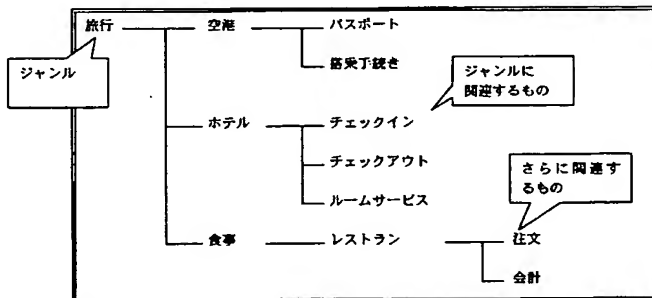 旅行 空港 パスポート
ジャンル
搭乗手続き
ジャンルに
関連するもの
ホテル チェックイン
チェックアウト
さらに関連す
るもの
ルームサービス
食事 レストラン 注文
会計